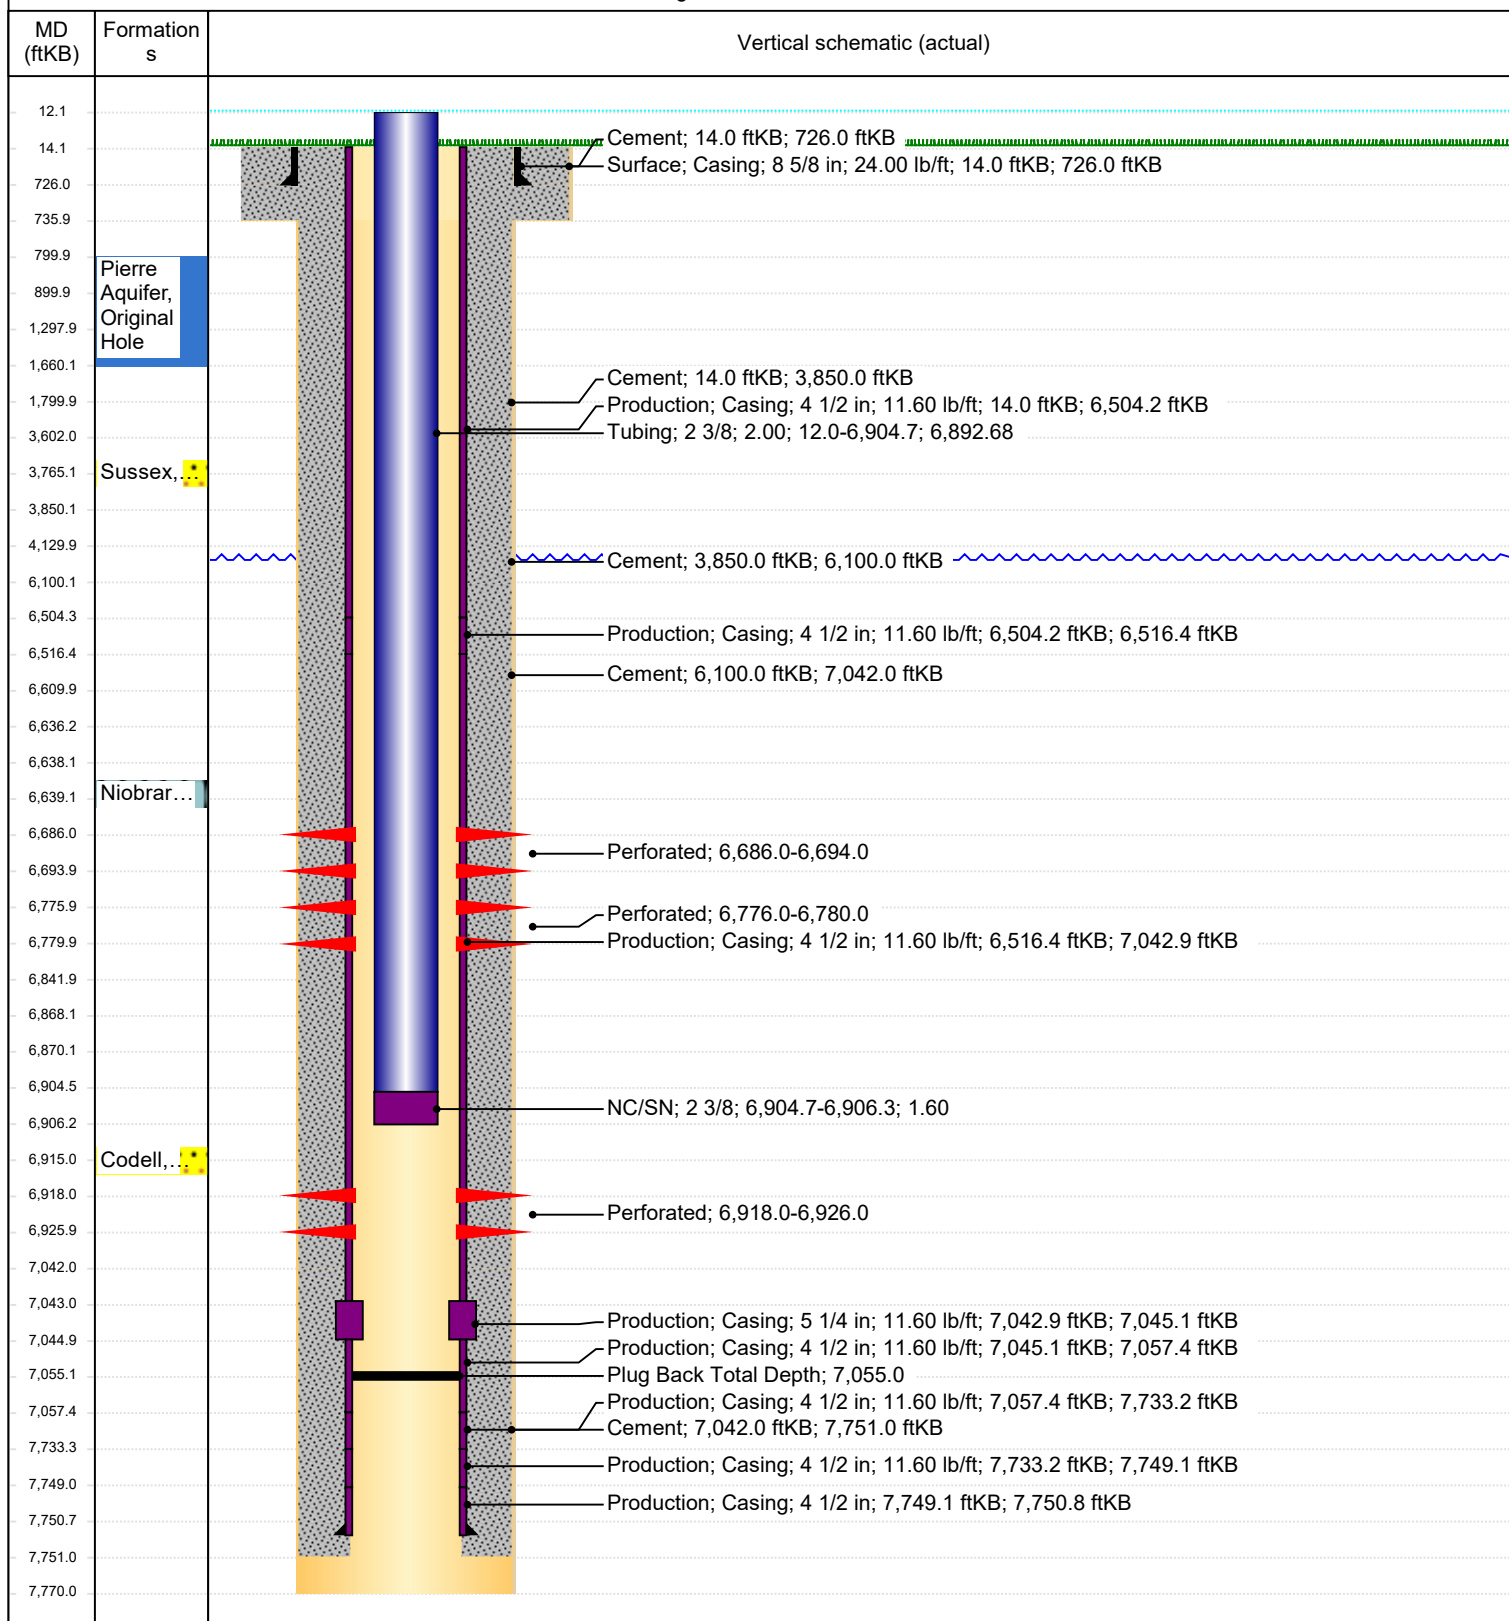 MD
(ftKB)
Formation
s
Vertical schematic (actual)
12.1
14.1
726.0
735.9
799.9
899.9
1,297.9
1,660.1
1,799.9
3,602.0
3,765.1
3,850.1
4,129.9
6,100.1
6,504.3
6,516.4
6,609.9
6,636.2
6,638.1
6,639.1
6,686.0
6,693.9
6,775.9
6,779.9
6,841.9
6,868.1
6,870.1
6,904.5
6,906.2
6,915.0
6,918.0
6,925.9
7,042.0
7,043.0
7,044.9
7,055.1
7,057.4
7,733.3
7,749.0
7,750.7
7,751.0
7,770.0
Pierre
Aquifer,
Original
Hole
Sussex,...
Niobrar...
Codell,...
Cement; 14.0 ftKB; 726.0 ftKB
Surface; Casing; 8 5/8 in; 24.00 lb/ft; 14.0 ftKB; 726.0 ftKB
Cement; 14.0 ftKB; 3,850.0 ftKB
Production; Casing; 4 1/2 in; 11.60 lb/ft; 14.0 ftKB; 6,504.2 ftKB
Tubing; 2 3/8; 2.00; 12.0-6,904.7; 6,892.68
Cement; 3,850.0 ftKB; 6,100.0 ftKB
Production; Casing; 4 1/2 in; 11.60 lb/ft; 6,504.2 ftKB; 6,516.4 ftKB
Cement; 6,100.0 ftKB; 7,042.0 ftKB
Perforated; 6,686.0-6,694.0
Perforated; 6,776.0-6,780.0
Production; Casing; 4 1/2 in; 11.60 lb/ft; 6,516.4 ftKB; 7,042.9 ftKB
NC/SN; 2 3/8; 6,904.7-6,906.3; 1.60
Perforated; 6,918.0-6,926.0
Production; Casing; 5 1/4 in; 11.60 lb/ft; 7,042.9 ftKB; 7,045.1 ftKB
Production; Casing; 4 1/2 in; 11.60 lb/ft; 7,045.1 ftKB; 7,057.4 ftKB
Plug Back Total Depth; 7,055.0
Production; Casing; 4 1/2 in; 11.60 lb/ft; 7,057.4 ftKB; 7,733.2 ftKB
Cement; 7,042.0 ftKB; 7,751.0 ftKB
Production; Casing; 4 1/2 in; 11.60 lb/ft; 7,733.2 ftKB; 7,749.1 ftKB
Production; Casing; 4 1/2 in; 7,749.1 ftKB; 7,750.8 ftKB